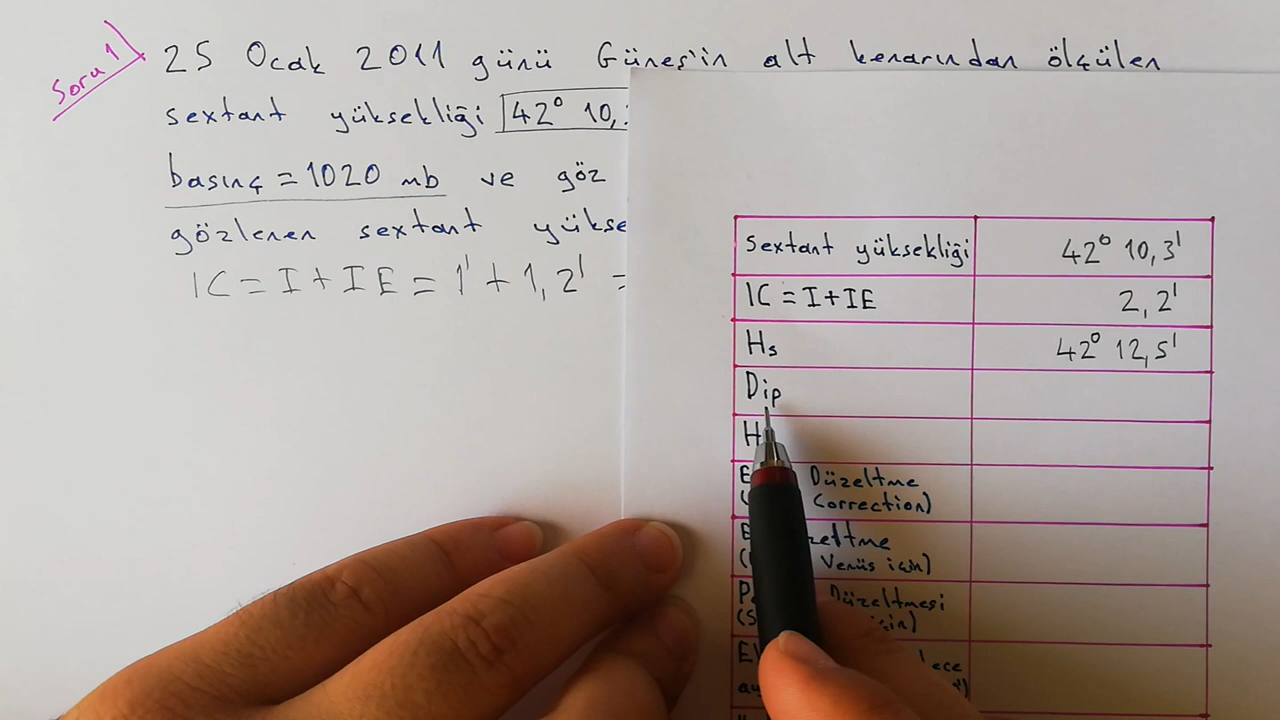 Soru 1
25 Ocak 2011 günü Güneş'in alt kenarından ölçülen
sextant yüksekliği 42° 10,
basınç = 1020 mb ve göz
gözlenen sextant yükse
IC = I + IE = 1' + 1,2' =
Sextant yüksekliği 42° 10,3'
IC = I + IE 2,2'
Hs 42° 12,5'
Dip
H
Düzeltme
Correction)
Venüs için)
Düzeltmesi